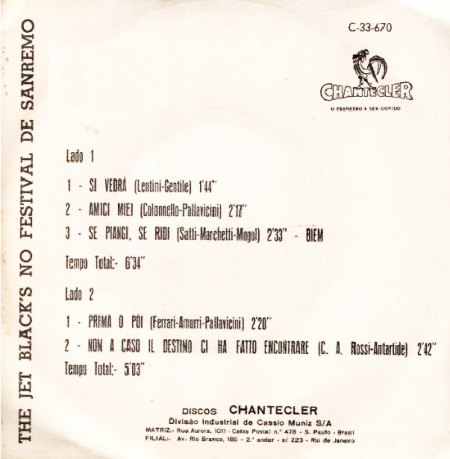 THE JET BLACK'S NO FESTIVAL DE SANREMO
C-33-670
CHANTECLER
O PRIMEIRO A SER OUVIDO
Lado 1
1 - SI VEDRÀ (Lentini-Gentile) 1'44"
2 - AMICI MIEI (Colonnello-Pallavicini) 2'17"
3 - SE PIANGI, SE RIDI (Satti-Marchetti-Mogol) 2'33" - BIEM
Tempo Total:- 6'34"
Lado 2
1 - PRIMA O POI (Ferrari-Amurri-Pallavicini) 2'20"
2 - NON A CASO IL DESTINO CI HA FATTO ENCONTRARE (C. A. Rossi-Antartide) 2'42"
Tempo Total:- 5'03"
DISCOS CHANTECLER
Divisão Industrial de Cassio Muniz S/A
MATRIZ:- Rua Aurora, 1011 - Caixa Postal n.º 478 - S. Paulo - Brasil
FILIAL:- Av. Rio Branco, 185 - 2.º andar - s/ 223 - Rio de Janeiro